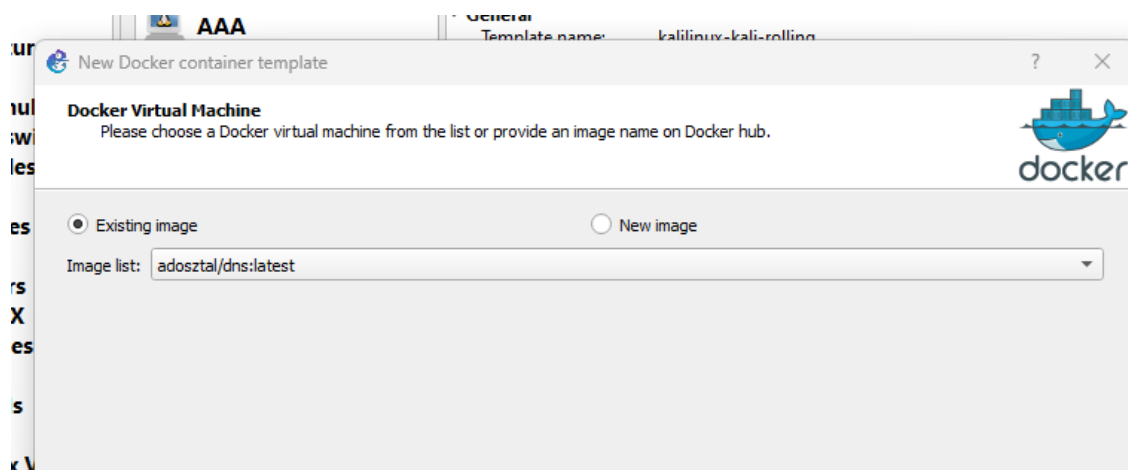 General
AAA
Template name: kalilinux-kali-rolling
New Docker container template
Docker Virtual Machine
Please choose a Docker virtual machine from the list or provide an image name on Docker hub.
docker
Existing image
New image
Image list: adosztal/dns:latest